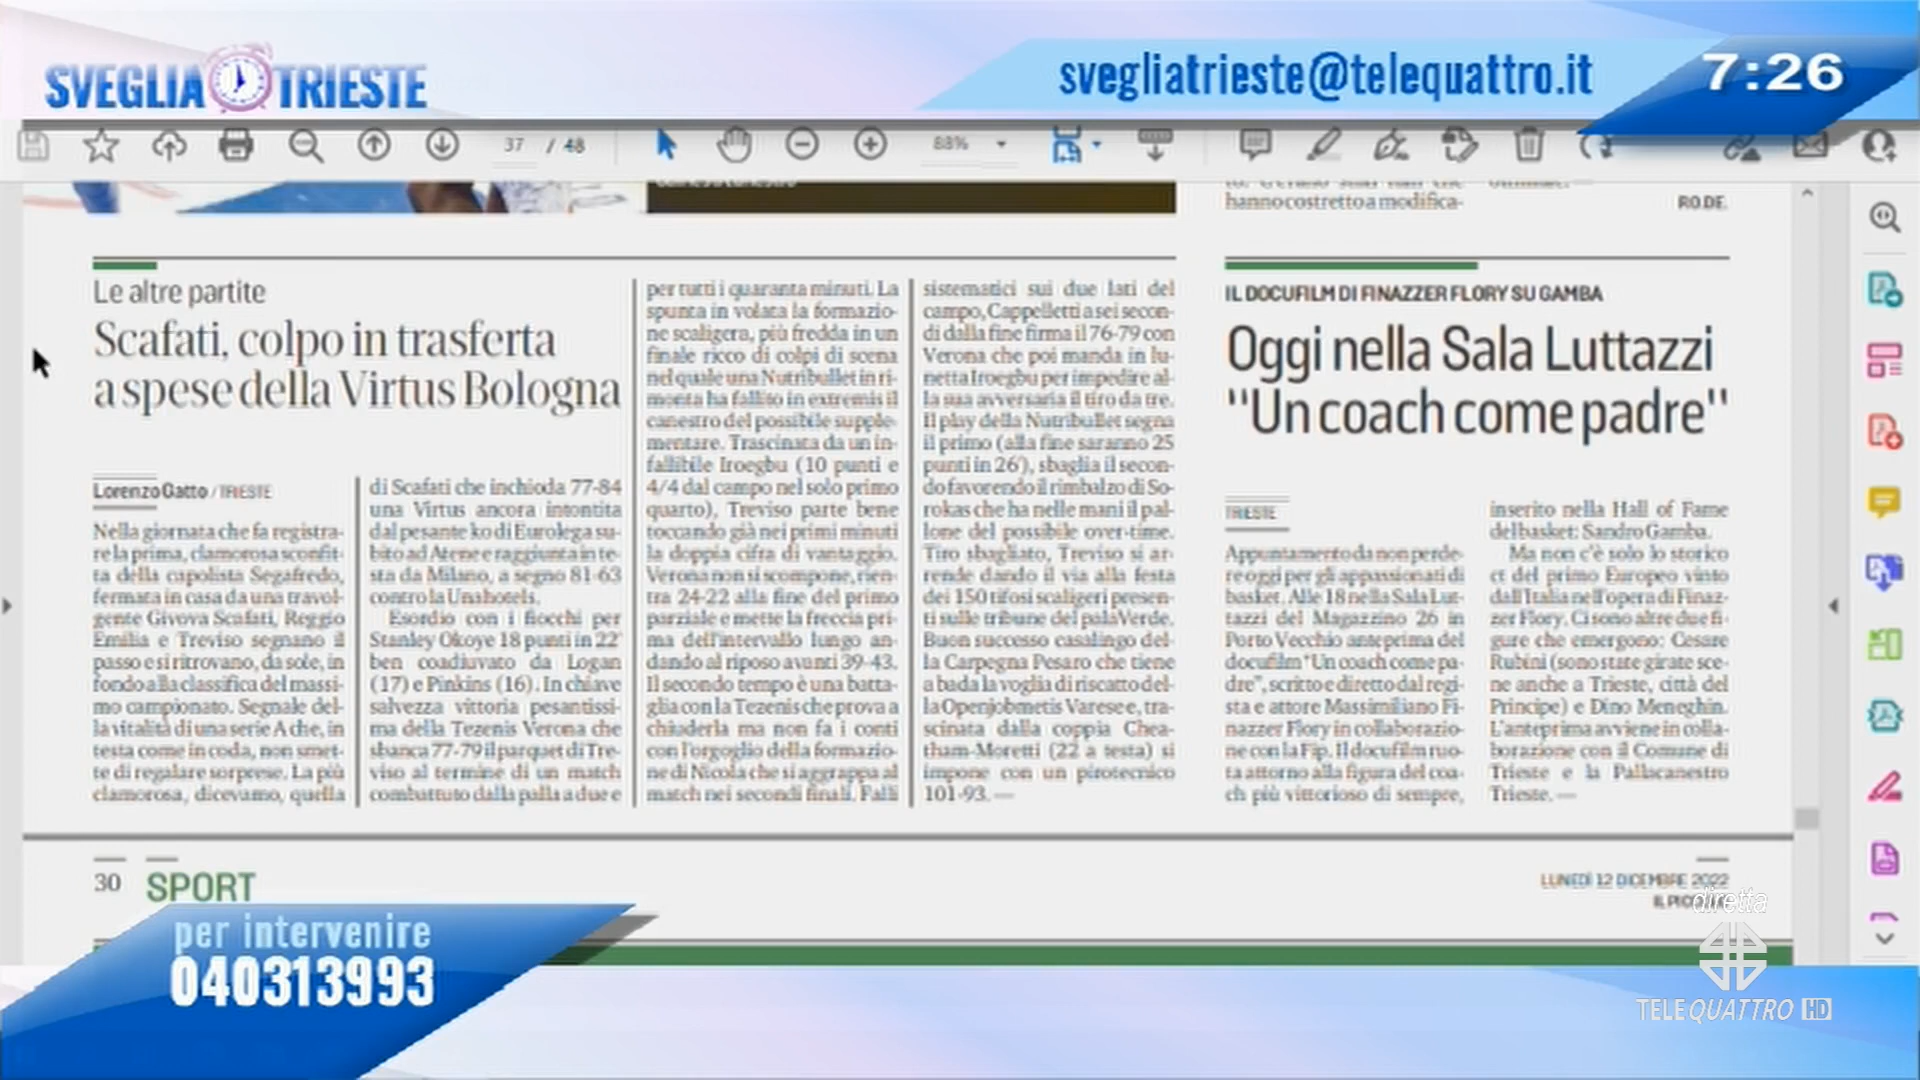 SVEGLIA TRIESTE
svegliatrieste@telequattro.it
7:26
37 / 48
88%
hanno costretto a modifica-
RO.DE.
Le altre partite
Scafati, colpo in trasferta
a spese della Virtus Bologna
Lorenzo Gatto / TRIESTE
Nella giornata che fa registra-
re la prima, clamorosa sconfit-
ta della capolista Segafredo,
fermata in casa da una travol-
gente Givova Scafati, Reggio
Emilia e Treviso segnano il
passo e si ritrovano, da sole, in
fondo alla classifica del massi-
mo campionato. Segnale del-
la vitalità di una serie A che, in
testa come in coda, non smet-
te di regalare sorprese. La più
clamorosa, dicevamo, quella
di Scafati che inchioda 77-84
una Virtus ancora intontita
dal pesante ko di Eurolega su-
bito ad Atene e raggiunta in te-
sta da Milano, a segno 81-63
contro la Unahotels.
Esordio con i fiocchi per
Stanley Okoye 18 punti in 22'
ben coadiuvato da Logan
(17) e Pinkins (16). In chiave
salvezza vittoria pesantissi-
ma della Tezenis Verona che
sbanca 77-79 il parquet di Tre-
viso al termine di un match
combattuto dalla palla a due e
per tutti i quaranta minuti. La
spunta in volata la formazio-
ne scaligera, più fredda in un
finale ricco di colpi di scena
nel quale una Nutribullet in ri-
monta ha fallito in extremis il
canestro del possibile supple-
mentare. Trascinata da un in-
fallibile Iroegbu (10 punti e
4/4 dal campo nel solo primo
quarto), Treviso parte bene
toccando già nei primi minuti
la doppia cifra di vantaggio.
Verona non si scompone, rien-
tra 24-22 alla fine del primo
parziale e mette la freccia pri-
ma dell'intervallo lungo an-
dando al riposo avanti 39-43.
Il secondo tempo è una batta-
glia con la Tezenis che prova a
chiuderla ma non fa i conti
con l'orgoglio della formazio-
ne di Nicola che si aggrappa al
match nei secondi finali. Falli
sistematici sui due lati del
campo, Cappelletti a sei secon-
di dalla fine firma il 76-79 con
Verona che poi manda in lu-
netta Iroegbu per impedire al-
la sua avversaria il tiro da tre.
Il play della Nutribullet segna
il primo (alla fine saranno 25
punti in 26'), sbaglia il secon-
do favorendo il rimbalzo di So-
rokas che ha nelle mani il pal-
lone del possibile over-time.
Tiro sbagliato, Treviso si ar-
rende dando il via alla festa
dei 150 tifosi scaligeri presen-
ti sulle tribune del palaVerde.
Buon successo casalingo del-
la Carpegna Pesaro che tiene
a bada la voglia di riscatto del-
la Openjobmetis Varese e, tra-
scinata dalla coppia Chea-
tham-Moretti (22 a testa) si
impone con un pirotecnico
101-93. —
IL DOCUFILM DI FINAZZER FLORY SU GAMBA
Oggi nella Sala Luttazzi
"Un coach come padre"
TRIESTE
Appuntamento da non perde-
re oggi per gli appassionati di
basket. Alle 18 nella Sala Lut-
tazzi del Magazzino 26 in
Porto Vecchio anteprima del
docufilm "Un coach come pa-
dre", scritto e diretto dal regi-
sta e attore Massimiliano Fi-
nazzer Flory in collaborazio-
ne con la Fip. Il docufilm ruo-
ta attorno alla figura del coa-
ch più vittorioso di sempre,
inserito nella Hall of Fame
del basket: Sandro Gamba.
Ma non c'è solo lo storico
ct del primo Europeo vinto
dall'Italia nell'opera di Finaz-
zer Flory. Ci sono altre due fi-
gure che emergono: Cesare
Rubini (sono state girate sce-
ne anche a Trieste, città del
Principe) e Dino Meneghin.
L'anteprima avviene in colla-
borazione con il Comune di
Trieste e la Pallacanestro
Trieste. —
30 SPORT
LUNEDÌ 12 DICEMBRE 2022
diretta
per intervenire
040313993
TELEQUATTRO HD